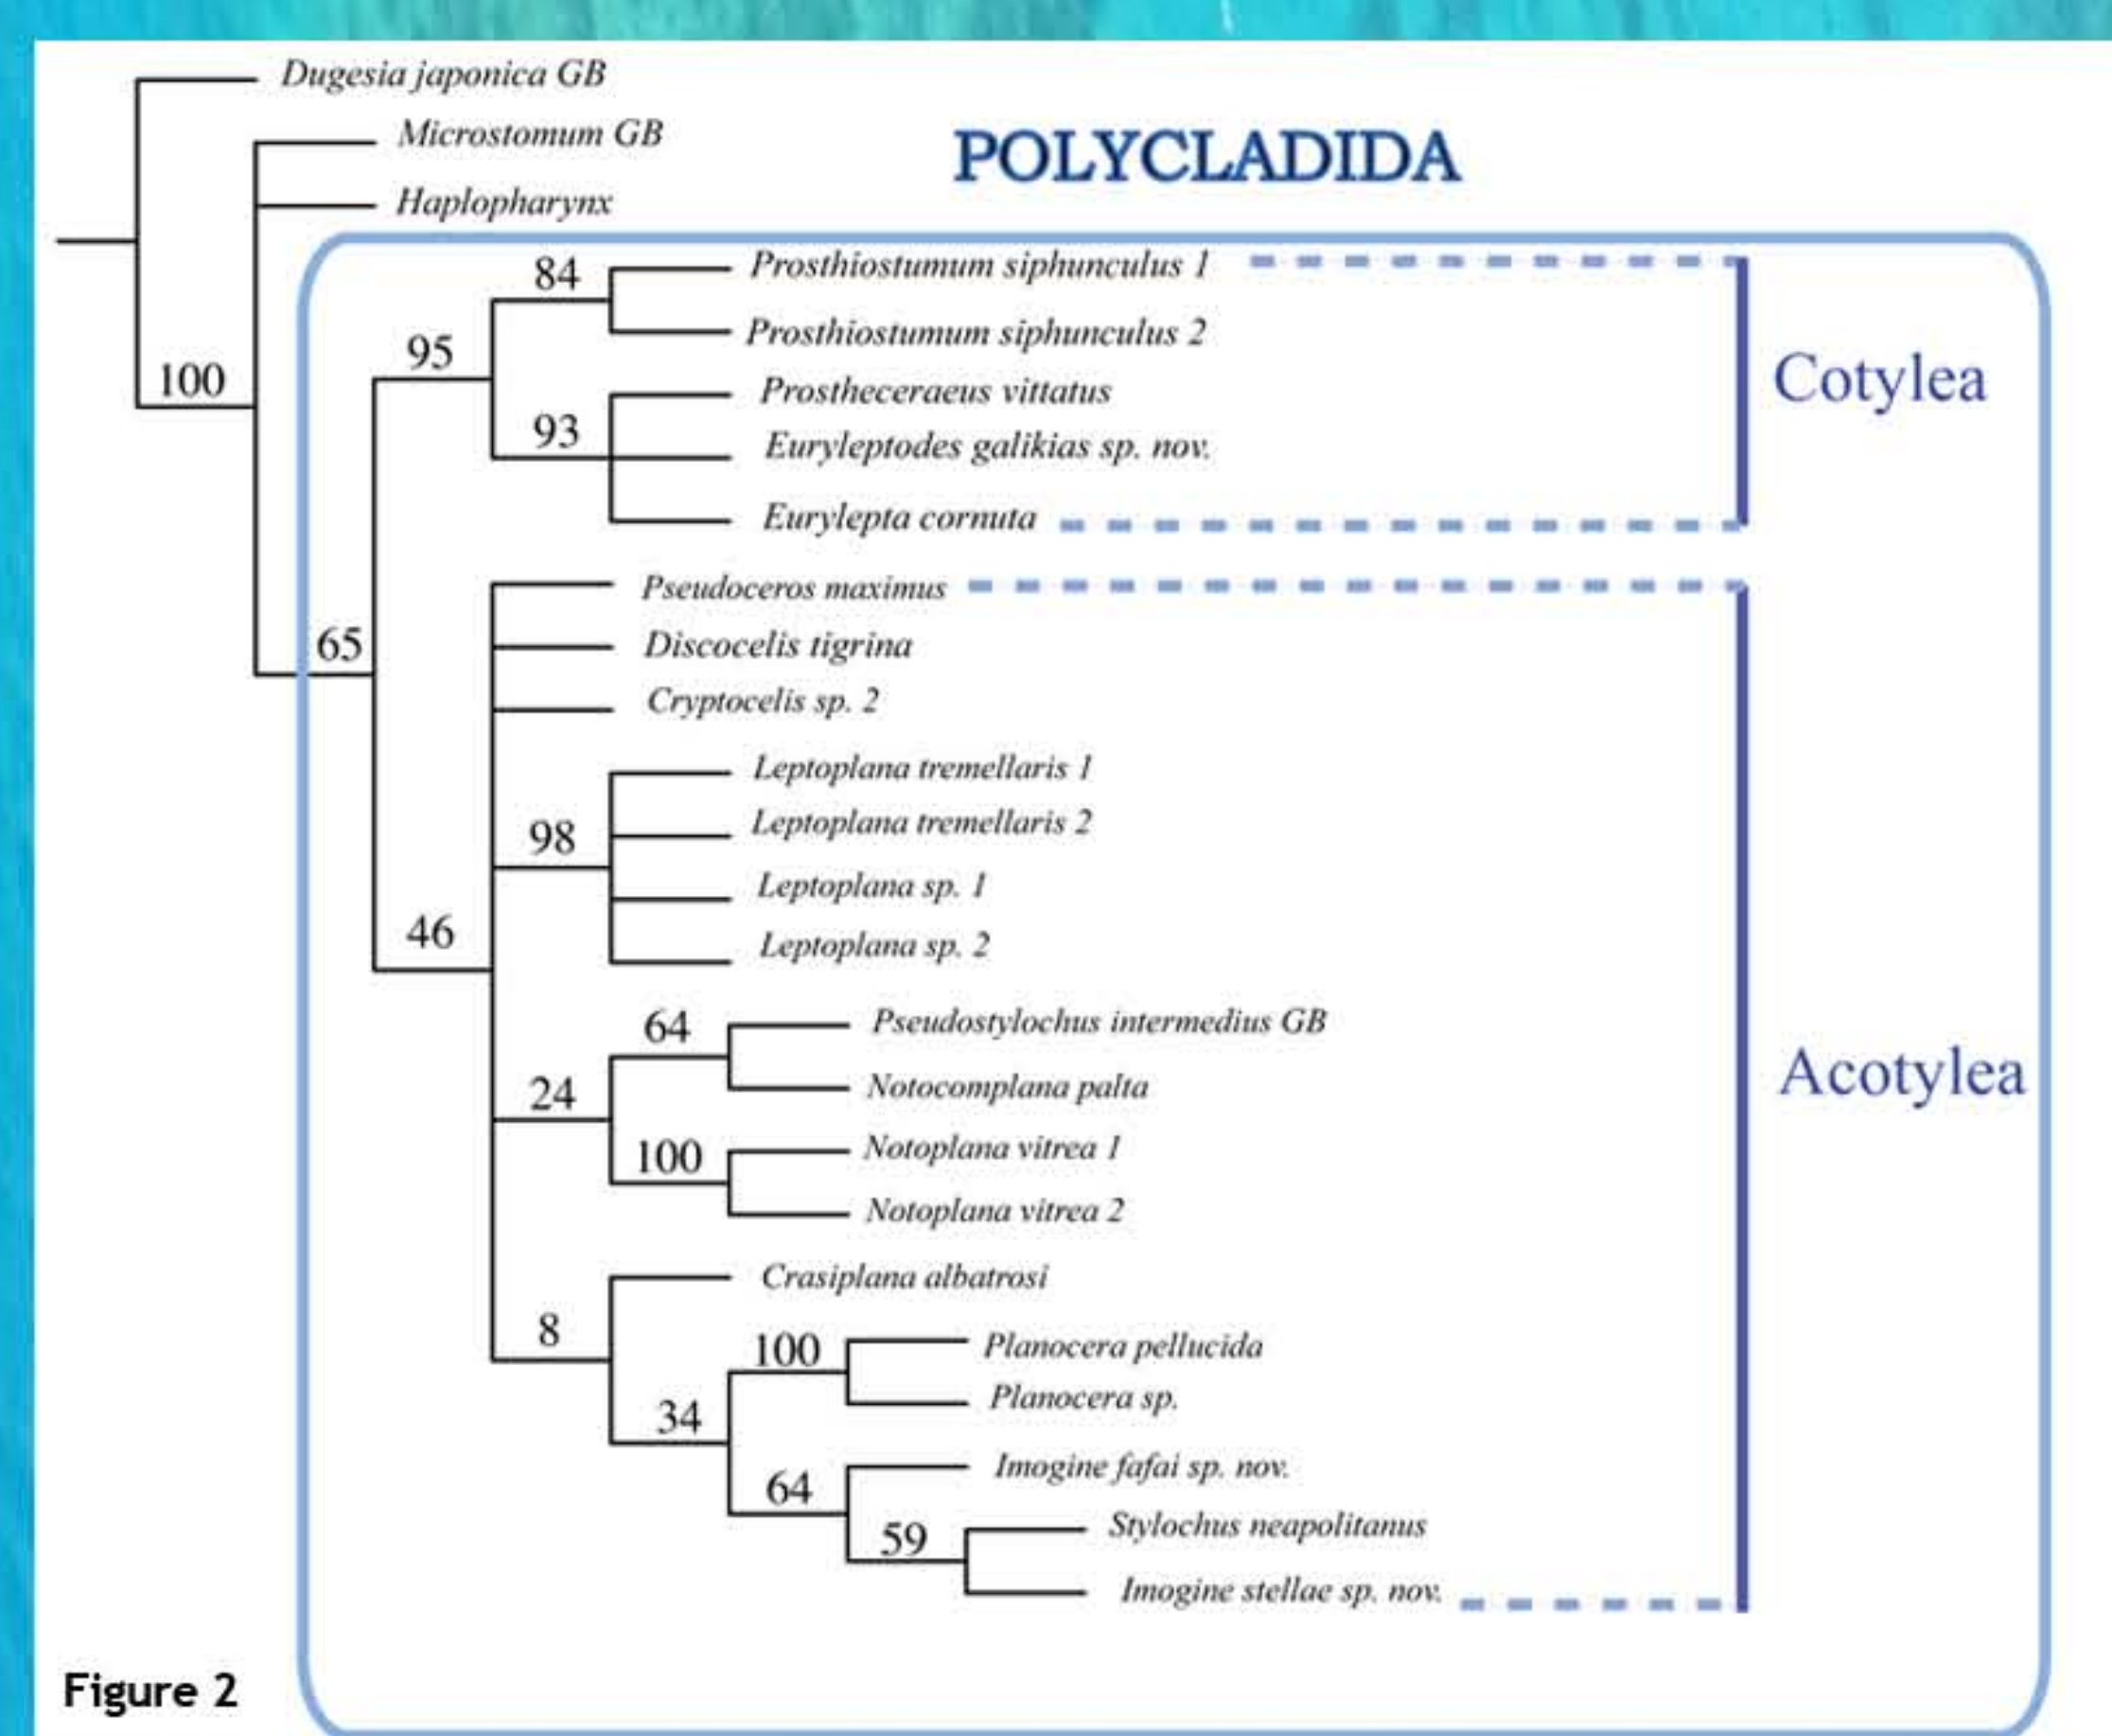 Dugesia japonica GB
Microstomum GB
POLYCLADIDA
Haplopharynx
84
Prosthiostumum siphunculus 1
Prosthiostumum siphunculus 2
95
Cotylea
100
Prostheceraeus vittatus
93
Euryleptodes galikias sp. nov.
Eurylepta cornuta
Pseudoceros maximus
65
Discocelis tigrina
Cryptocelis sp. 2
Leptoplana tremellaris 1
Leptoplana tremellaris 2
98
Leptoplana sp. 1
46
Leptoplana sp. 2
64
Pseudostylochus intermedius GB
Acotylea
24
Notocomplana palta
Notoplana vitrea 1
100
Notoplana vitrea 2
Crasiplana albatrosi
8
100
Planocera pellucida
Planocera sp.
34
Imogine fafai sp. nov.
64
Stylochus neapolitanus
59
Imogine stellae sp. nov.
Figure 2